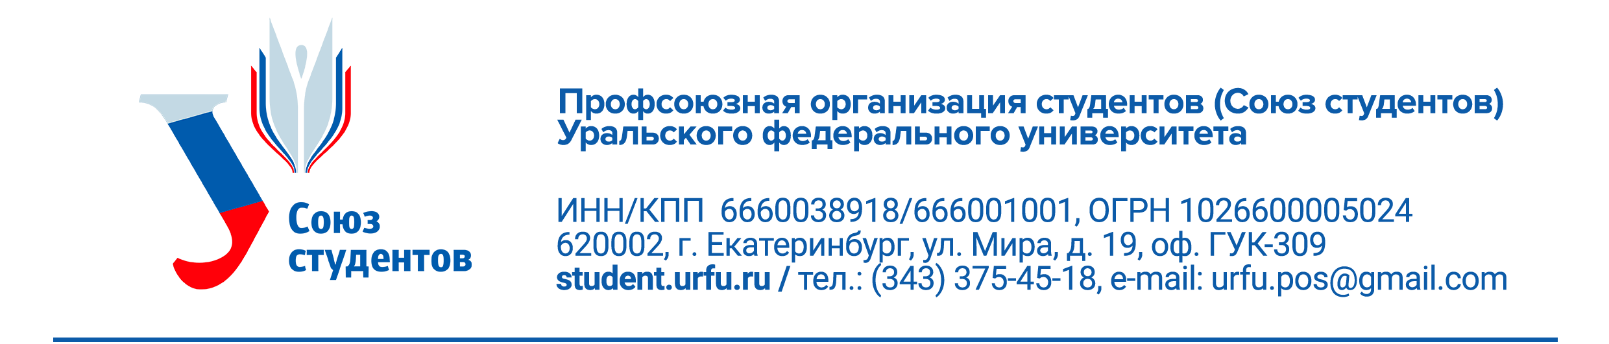 Союз
студентов
Профсоюзная организация студентов (Союз студентов)
Уральского федерального университета
ИНН/КПП 6660038918/666001001, ОГРН 1026600005024
620002, г. Екатеринбург, ул. Мира, д. 19, оф. ГУК-309
student.urfu.ru / тел.: (343) 375-45-18, e-mail: urfu.pos@gmail.com